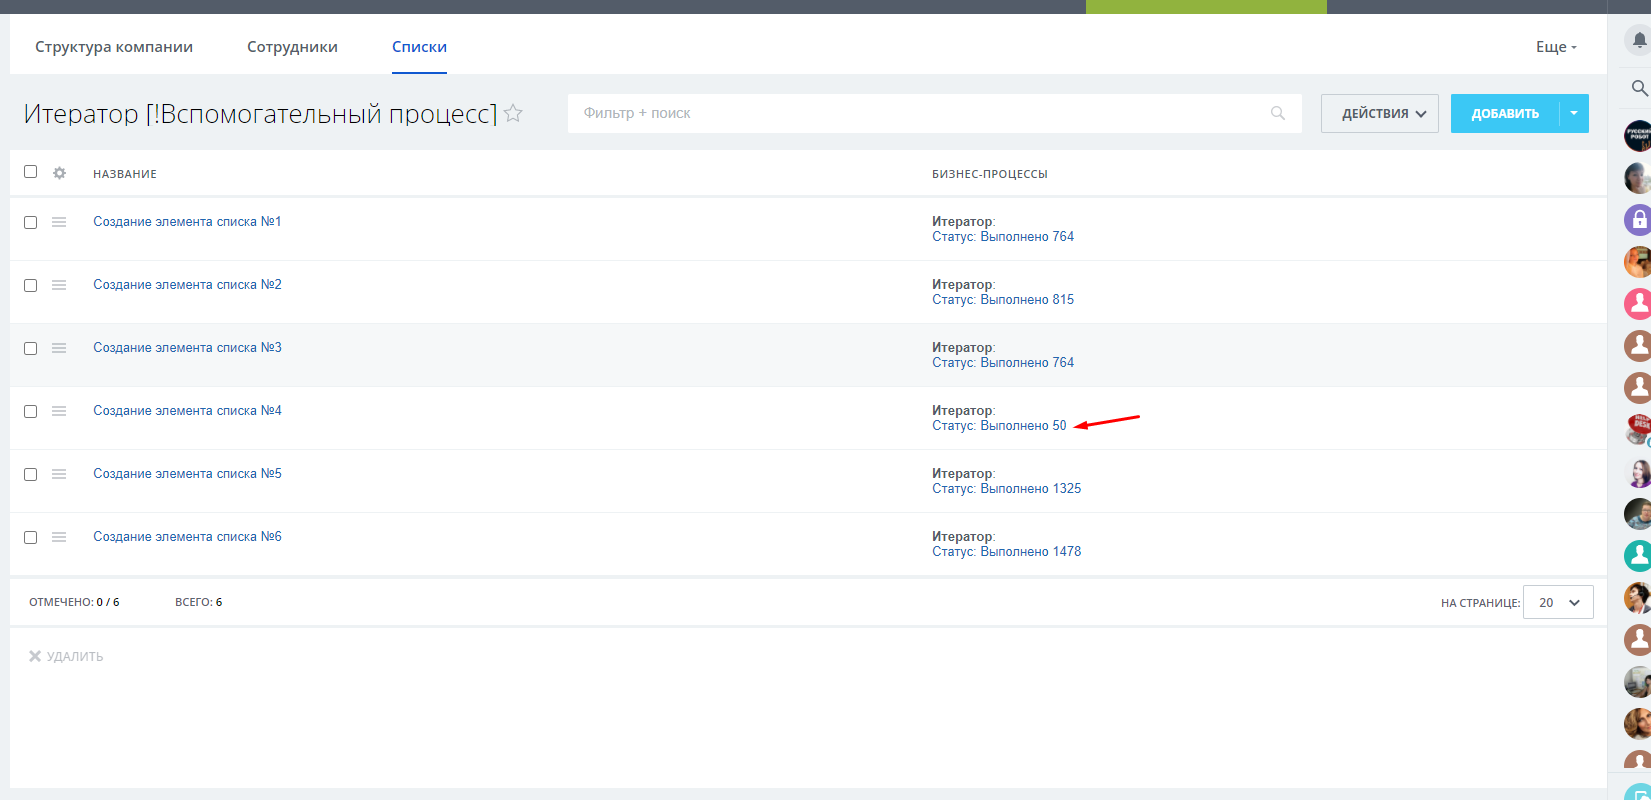 Структура компании
Сотрудники
Списки
Еще
Итератор [!Вспомогательный процесс]
Фильтр + поиск
ДЕЙСТВИЯ
ДОБАВИТЬ
НАЗВАНИЕ
БИЗНЕС-ПРОЦЕССЫ
Создание элемента списка №1
Итератор:
Статус: Выполнено 764
Создание элемента списка №2
Итератор:
Статус: Выполнено 815
Создание элемента списка №3
Итератор:
Статус: Выполнено 764
Создание элемента списка №4
Итератор:
Статус: Выполнено 50
Создание элемента списка №5
Итератор:
Статус: Выполнено 1325
Создание элемента списка №6
Итератор:
Статус: Выполнено 1478
ОТМЕЧЕНО: 0 / 6
ВСЕГО: 6
НА СТРАНИЦЕ:
20
УДАЛИТЬ